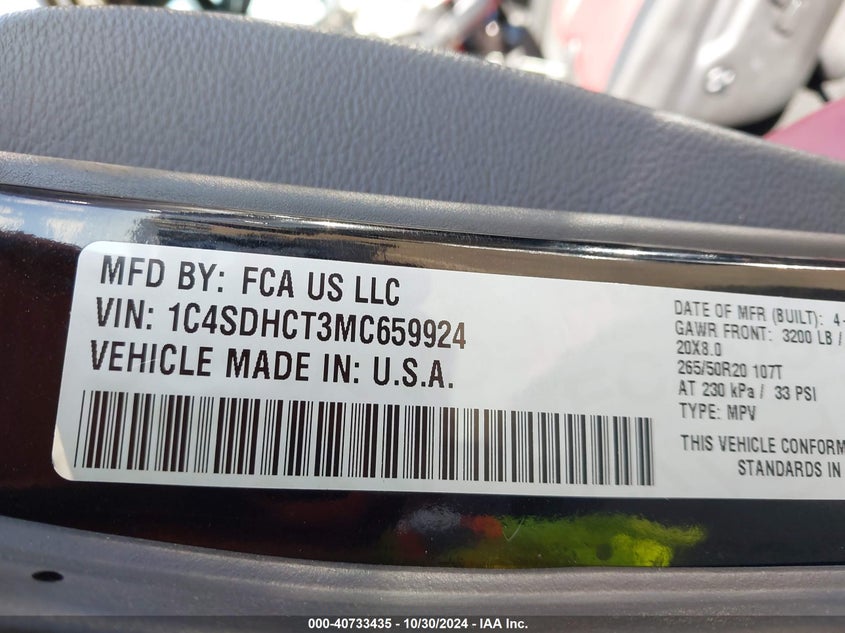 MFD BY: FCA US LLC
VIN: 1C4SDHCT3MC659924
VEHICLE MADE IN: U.S.A.
DATE OF MFR (BUILT): 4-
GAWR FRONT: 3200 LB /
20X8.0
265/50R20 107T
AT 230 kPa / 33 PSI
TYPE: MPV
THIS VEHICLE CONFORM
STANDARDS IN
000-40733435 - 10/30/2024 - IAA Inc.